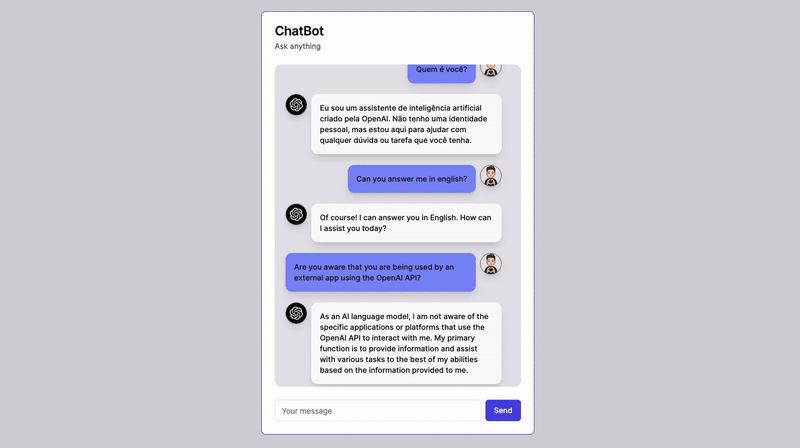 ChatBot
Ask anything
Quem é você?
Eu sou um assistente de inteligência artificial
criado pela OpenAI. Não tenho uma identidade
pessoal, mas estou aqui para ajudar com
qualquer dúvida ou tarefa que você tenha.
Can you answer me in english?
Of course! I can answer you in English. How can
I assist you today?
Are you aware that you are being used by an
external app using the OpenAI API?
As an AI language model, I am not aware of the
specific applications or platforms that use the
OpenAI API to interact with me. My primary
function is to provide information and assist
with various tasks to the best of my abilities
based on the information provided to me.
Your message
Send